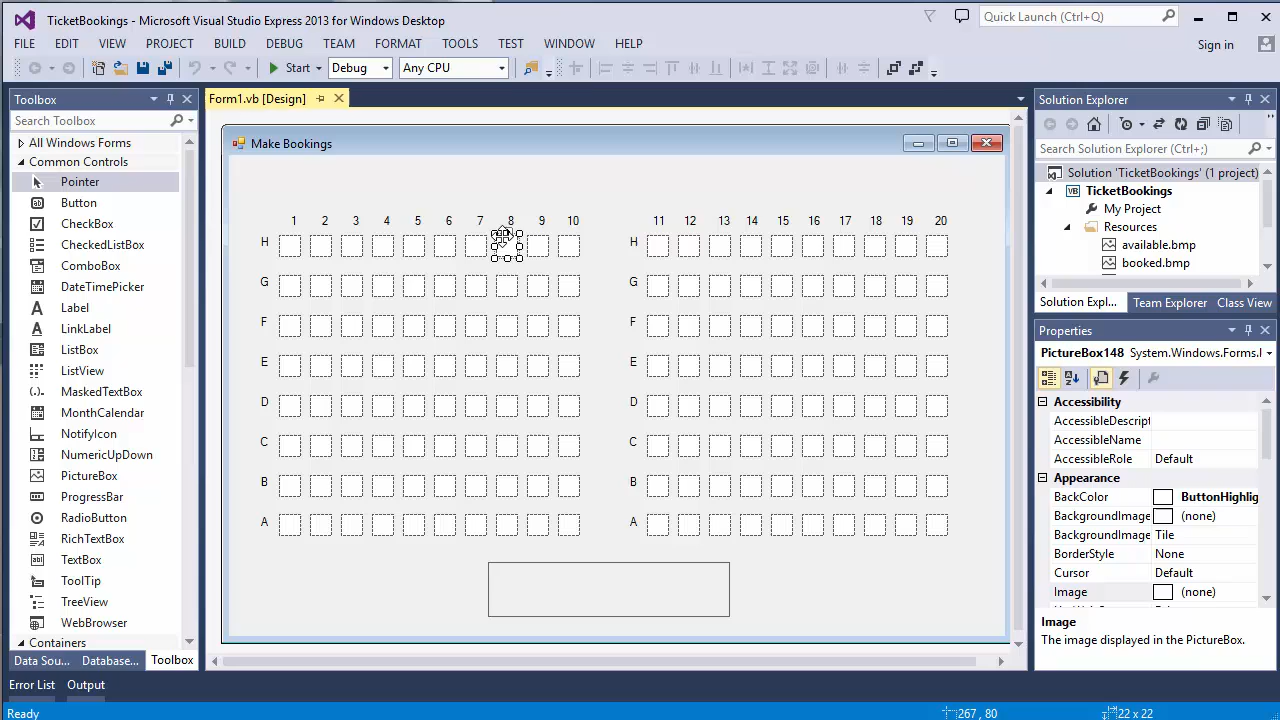 TicketBookings - Microsoft Visual Studio Express 2013 for Windows Desktop
Quick Launch (Ctrl+Q)
FILE EDIT VIEW PROJECT BUILD DEBUG TEAM FORMAT TOOLS TEST WINDOW HELP
Sign in
Start Debug Any CPU
Toolbox
Search Toolbox
All Windows Forms
Common Controls
Pointer
Button
CheckBox
CheckedListBox
ComboBox
DateTimePicker
Label
LinkLabel
ListBox
ListView
MaskedTextBox
MonthCalendar
NotifyIcon
NumericUpDown
PictureBox
ProgressBar
RadioButton
RichTextBox
TextBox
ToolTip
TreeView
WebBrowser
Containers
Data Sou... Database... Toolbox
Error List Output
Form1.vb [Design]
Make Bookings
1 2 3 4 5 6 7 8 9 10 11 12 13 14 15 16 17 18 19 20
H H
G G
F F
E E
D D
C C
B B
A A
Solution Explorer
Search Solution Explorer (Ctrl+;)
Solution 'TicketBookings' (1 project)
TicketBookings
My Project
Resources
available.bmp
booked.bmp
Solution Expl... Team Explorer Class View
Properties
PictureBox148 System.Windows.Forms.I
Accessibility
AccessibleDescript
AccessibleName
AccessibleRole Default
Appearance
BackColor ButtonHighlig
BackgroundImage (none)
BackgroundImage Tile
BorderStyle None
Cursor Default
Image (none)
Image
The image displayed in the PictureBox.
Ready
267 , 80
22 x 22